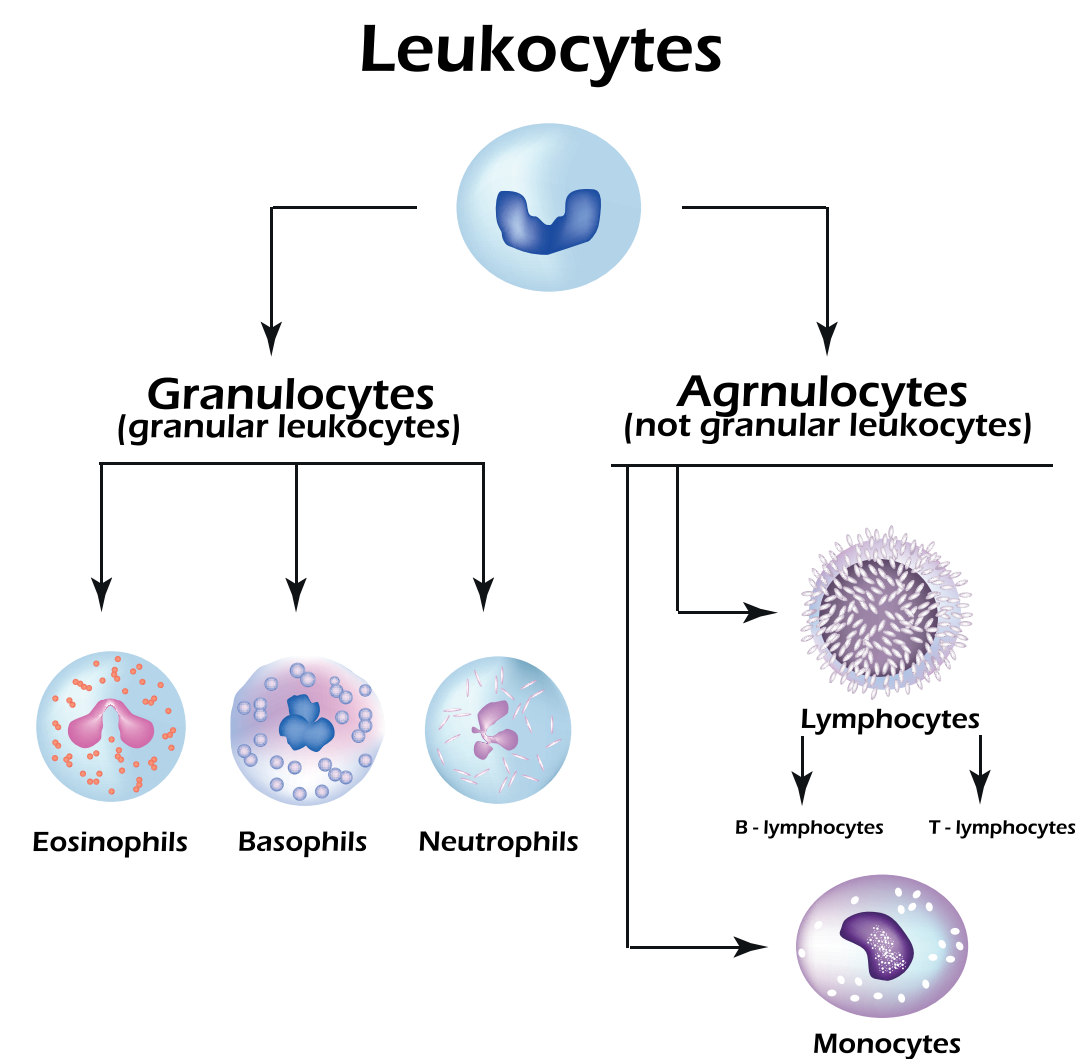 Leukocytes
Granulocytes
(granular leukocytes)
Agrnulocytes
(not granular leukocytes)
Eosinophils
Basophils
Neutrophils
Lymphocytes
B - lymphocytes
T - lymphocytes
Monocytes